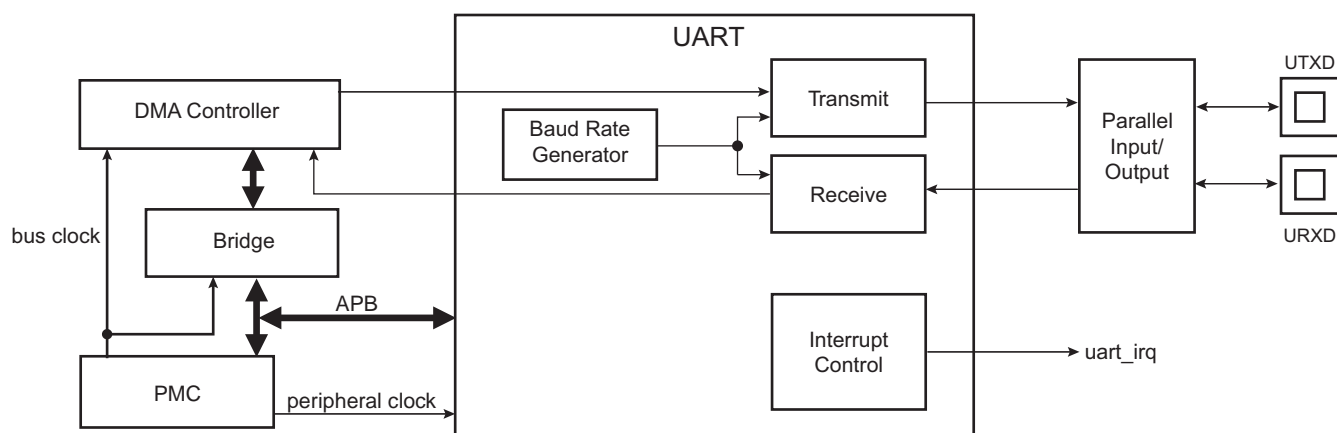 UART
UTXD
DMA Controller
Transmit
Baud Rate
Generator
Parallel
Input/
Output
Receive
bus clock
Bridge
URXD
APB
Interrupt
Control
uart_irq
PMC
peripheral clock